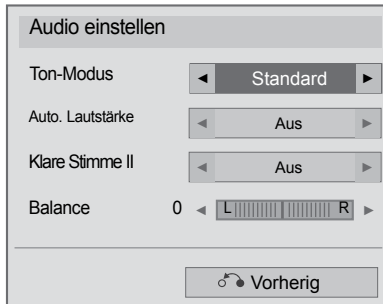 Audio einstellen
Ton-Modus ◄ Standard ►
Auto. Lautstärke ◄ Aus ►
Klare Stimme II ◄ Aus ►
Balance 0 ◄ L R ►
Vorherig